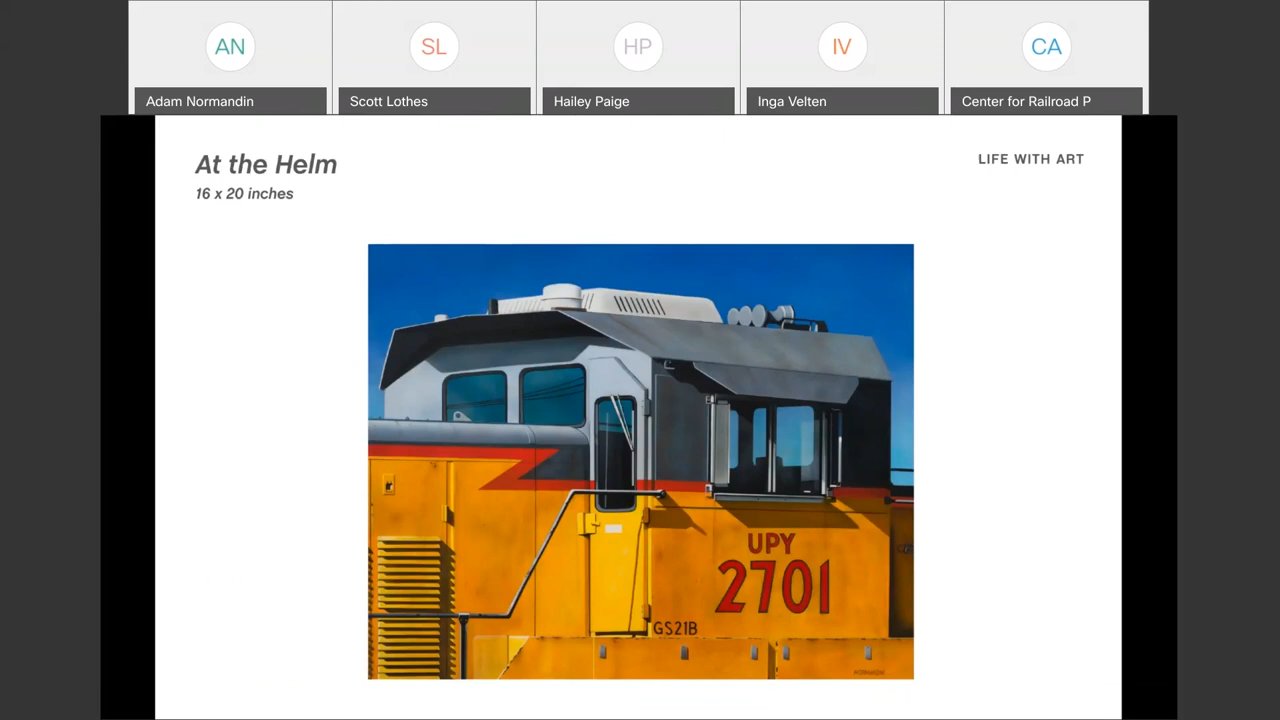 AN
SL
HP
IV
CA
Adam Normandin
Scott Lothes
Hailey Paige
Inga Velten
Center for Railroad P
At the Helm
LIFE WITH ART
16 x 20 inches
UPY
2701
GS21B